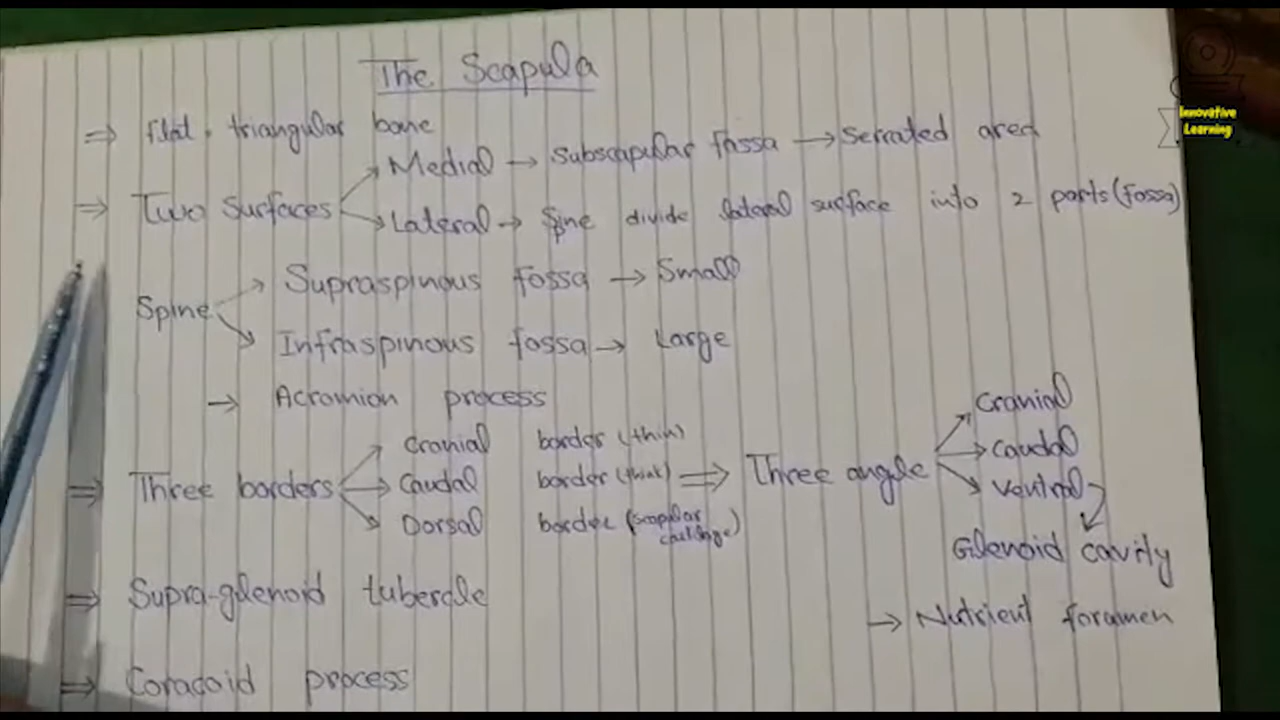 The Scapula
⇒ flat, triangular bone
Medial → Subscapular fossa → Serrated area
⇒ Two surfaces
Lateral → Spine divide lateral surface into 2 parts (fossa)
Supraspinous fossa → Small
Spine
Infraspinous fossa → Large
→ Acromion process
Cranial border (thin)
⇒ Three borders Caudal border (thick)
Dorsal border (scapular
⇒ Three angle
Cranial
Caudal
Ventral
Glenoid cavity
⇒ Supra-glenoid tubercle
→ Nutrient foramen
⇒ Coracoid process
Innovative
Learning